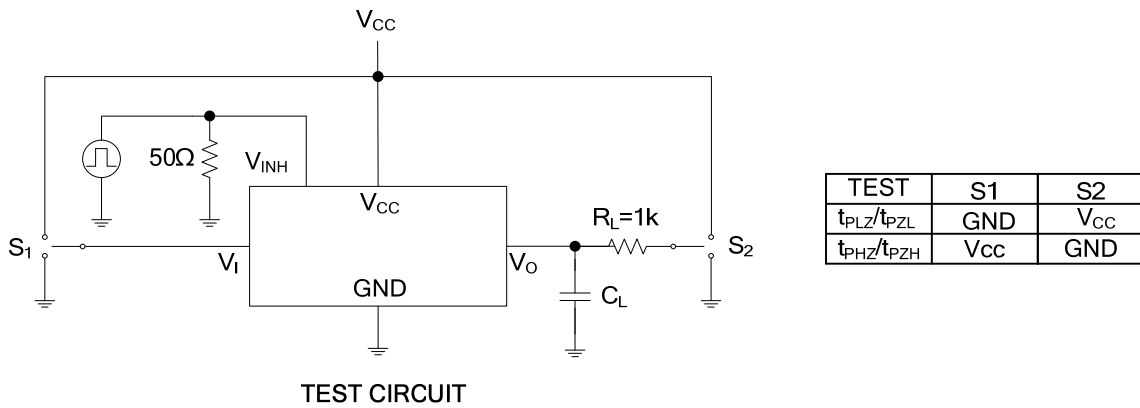 VCC
50Ω
VINH
VCC
S1
VI
VO
RL=1k
S2
GND
CL
TEST CIRCUIT
TEST S1 S2
tPLZ/tPZL GND VCC
tPHZ/tPZH Vcc GND